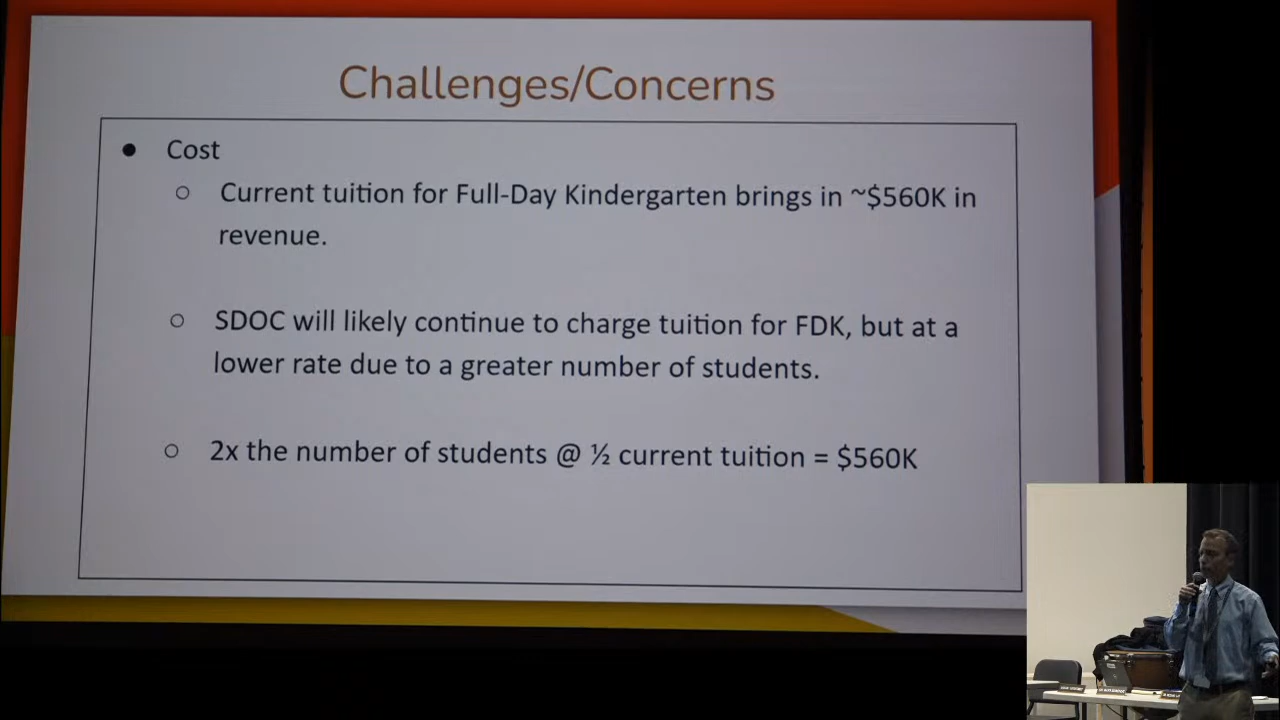 Challenges/Concerns
● Cost
○ Current tuition for Full-Day Kindergarten brings in ~$560K in
revenue.
○ SDOC will likely continue to charge tuition for FDK, but at a
lower rate due to a greater number of students.
○ 2x the number of students @ ½ current tuition = $560K